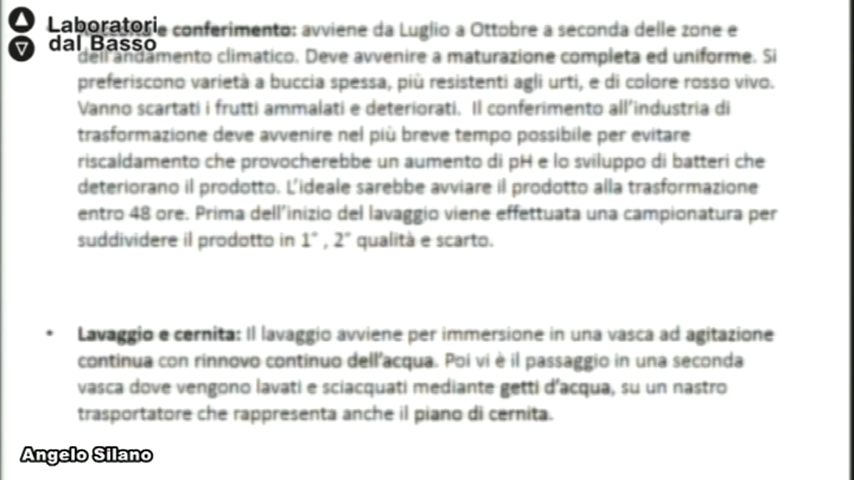 Laboratori
dal Basso
e conferimento: avviene da Luglio a Ottobre a seconda delle zone e
dell'andamento climatico. Deve avvenire a maturazione completa ed uniforme. Si
preferiscono varietà a buccia spessa, più resistenti agli urti, e di colore rosso vivo.
Vanno scartati i frutti ammalati e deteriorati. Il conferimento all'industria di
trasformazione deve avvenire nel più breve tempo possibile per evitare
riscaldamento che provocherebbe un aumento di pH e lo sviluppo di batteri che
deteriorano il prodotto. L'ideale sarebbe avviare il prodotto alla trasformazione
entro 48 ore. Prima dell'inizio del lavaggio viene effettuata una campionatura per
suddividere il prodotto in 1° , 2° qualità e scarto.
• Lavaggio e cernita: Il lavaggio avviene per immersione in una vasca ad agitazione
continua con rinnovo continuo dell'acqua. Poi vi è il passaggio in una seconda
vasca dove vengono lavati e sciacquati mediante getti d'acqua, su un nastro
trasportatore che rappresenta anche il piano di cernita.
Angelo Silano